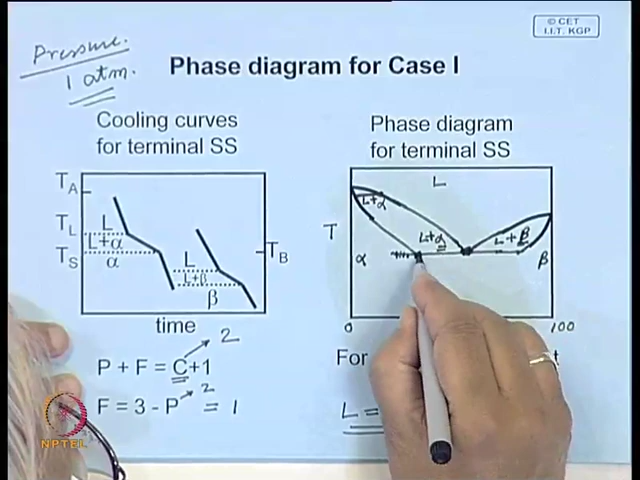 © CET
I.I.T. KGP
Pressure.
1 atm.
Phase diagram for Case I
Cooling curves
for terminal SS
Phase diagram
for terminal SS
T_A
T_L
T_S
L
L+α
α
L
L+β
β
T_B
time
T
L
L+α
L+α
L+β
α
β
0
100
P + F = C+1
2
F = 3 - P
2
= 1
For
t
L =
NPTEL